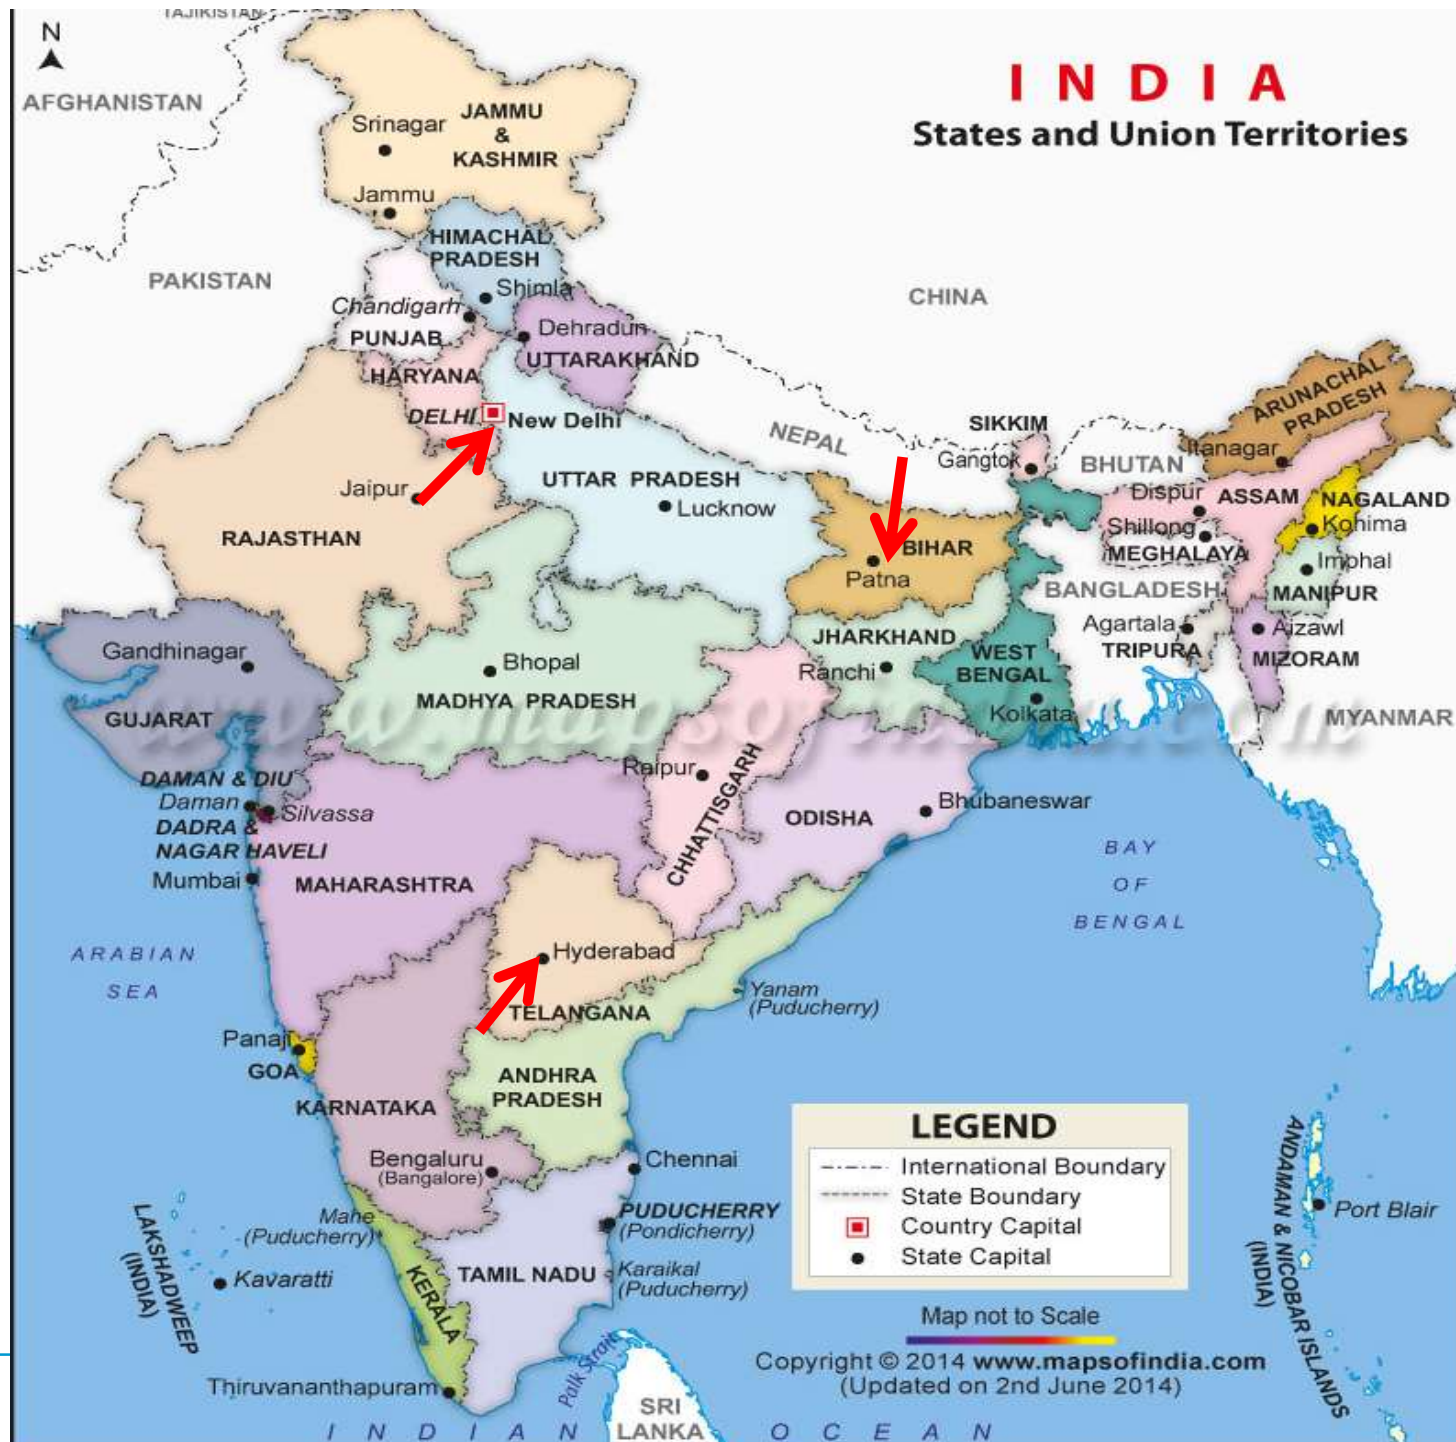 TAJIKISTAN
N
AFGHANISTAN
INDIA
States and Union Territories
JAMMU
&
KASHMIR
Srinagar
Jammu
HIMACHAL
PRADESH
PAKISTAN
Shimla
CHINA
Chandigarh
PUNJAB
Dehradun
UTTARAKHAND
HARYANA
DELHI
New Delhi
NEPAL
SIKKIM
Gangtok
BHUTAN
ARUNACHAL
PRADESH
Itanagar
Dispur
ASSAM
NAGALAND
Kohima
Shillong
MEGHALAYA
Imphal
MANIPUR
BANGLADESH
Agartala
TRIPURA
Aizawl
MIZORAM
MYANMAR
Jaipur
RAJASTHAN
UTTAR PRADESH
Lucknow
BIHAR
Patna
JHARKHAND
Ranchi
WEST
BENGAL
Kolkata
Gandhinagar
GUJARAT
Bhopal
MADHYA PRADESH
www.mapsofindia.com
DAMAN & DIU
Daman
Silvassa
DADRA &
NAGAR HAVELI
Mumbai
MAHARASHTRA
Raipur
CHHATTISGARH
ODISHA
Bhubaneswar
BAY
OF
BENGAL
ARABIAN
SEA
Hyderabad
TELANGANA
Yanam
(Puducherry)
Panaji
GOA
KARNATAKA
ANDHRA
PRADESH
Bengaluru
(Bangalore)
Chennai
Mahe
(Puducherry)
PUDUCHERRY
(Pondicherry)
LAKSHADWEEP
(INDIA)
Kavaratti
KERALA
TAMIL NADU
Karaikal
(Puducherry)
Thiruvananthapuram
Palk Strait
SRI
LANKA
INDIAN OCEAN
LEGEND
International Boundary
State Boundary
Country Capital
State Capital
Map not to Scale
Copyright © 2014 www.mapsofindia.com
(Updated on 2nd June 2014)
ANDAMAN & NICOBAR ISLANDS
(INDIA)
Port Blair